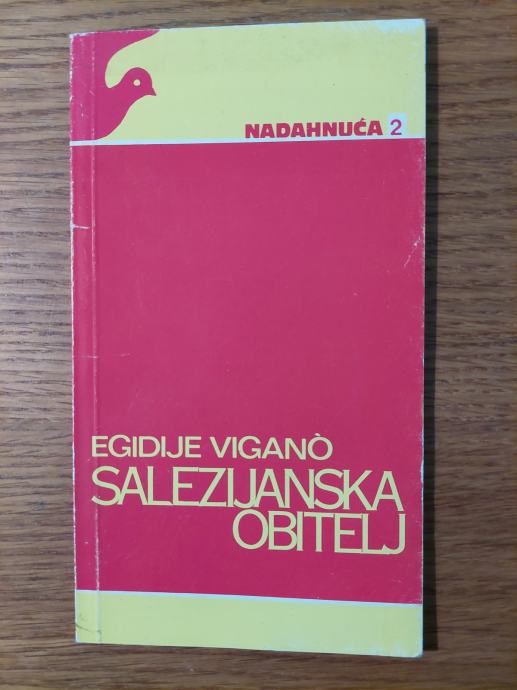 NADAHNUĆA 2
EGIDIJE VIGANÒ
SALEZIJANSKA
OBITELJ